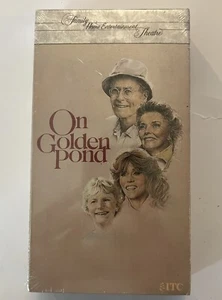 Family
Home Entertainment
Theatre
On
Golden
Pond
ITC